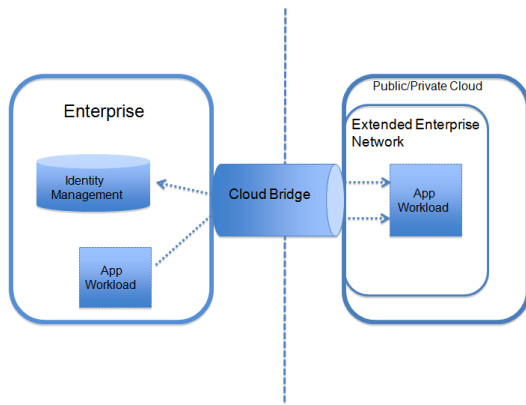 Public/Private Cloud
Enterprise
Extended Enterprise
Network
Identity
Management
Cloud Bridge
App
Workload
App
Workload